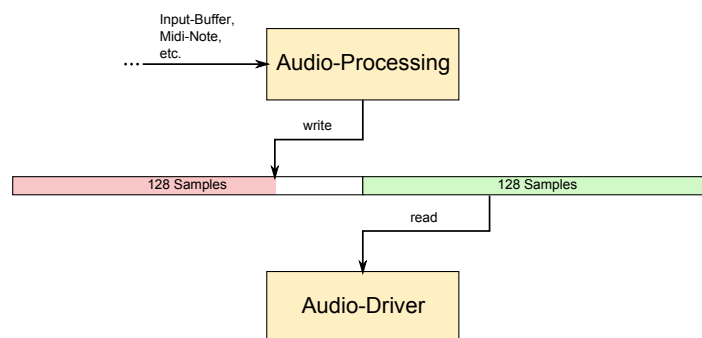 Input-Buffer,
Midi-Note,
etc.
...
Audio-Processing
write
128 Samples
128 Samples
read
Audio-Driver